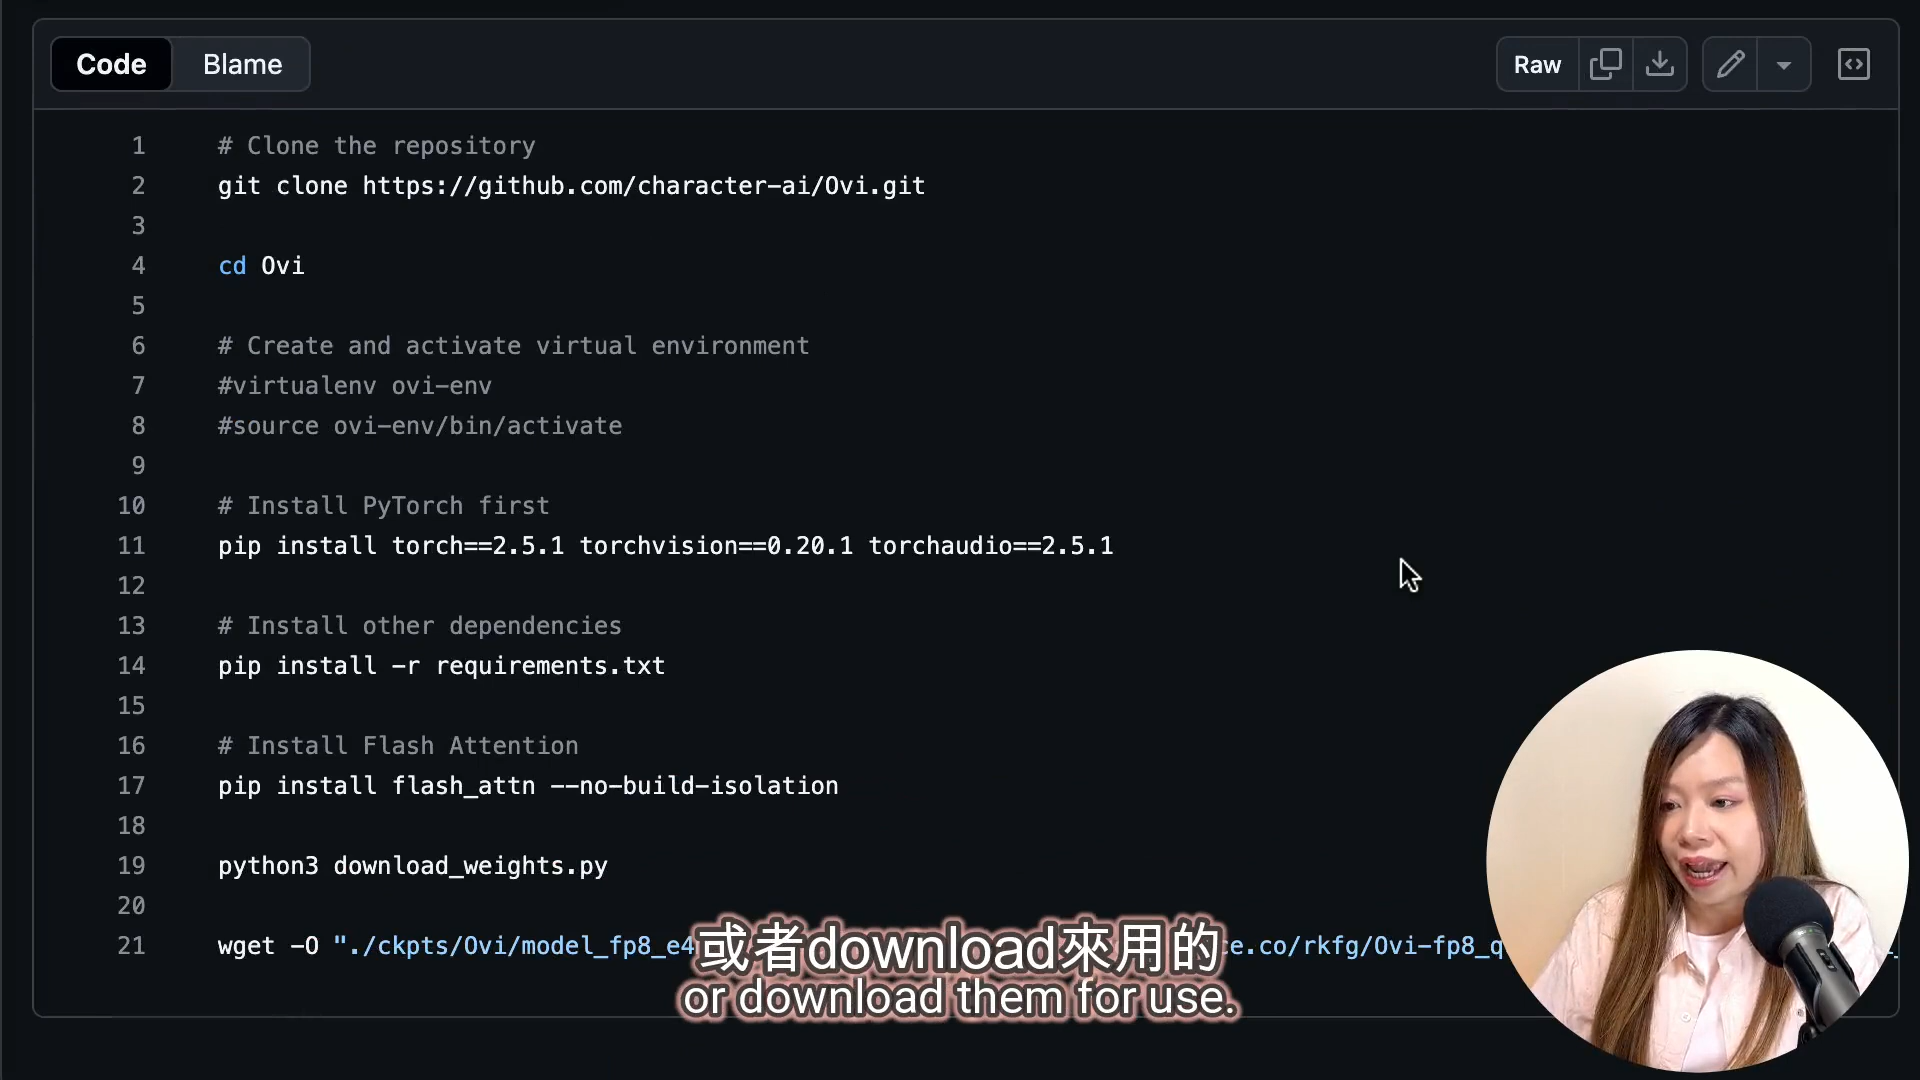 Code
Blame
Raw
1 # Clone the repository
2 git clone https://github.com/character-ai/Ovi.git
3
4 cd Ovi
5
6 # Create and activate virtual environment
7 #virtualenv ovi-env
8 #source ovi-env/bin/activate
9
10 # Install PyTorch first
11 pip install torch==2.5.1 torchvision==0.20.1 torchaudio==2.5.1
12
13 # Install other dependencies
14 pip install -r requirements.txt
15
16 # Install Flash Attention
17 pip install flash_attn --no-build-isolation
18
19 python3 download_weights.py
20
21 wget -O "./ckpts/Ovi/model_fp8_e4 ce.co/rkfg/Ovi-fp8_q
或者download來用的
or download them for use.